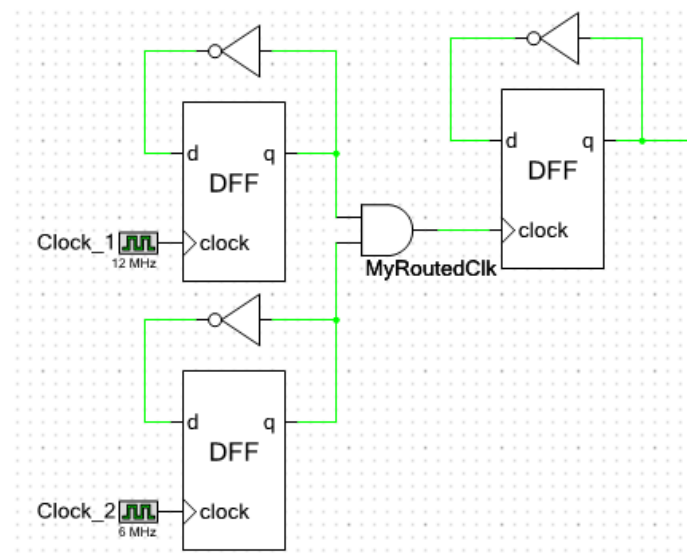 d q
DFF
Clock_1 clock
12 MHz
d q
DFF
clock
MyRoutedClk
d q
DFF
Clock_2 clock
6 MHz